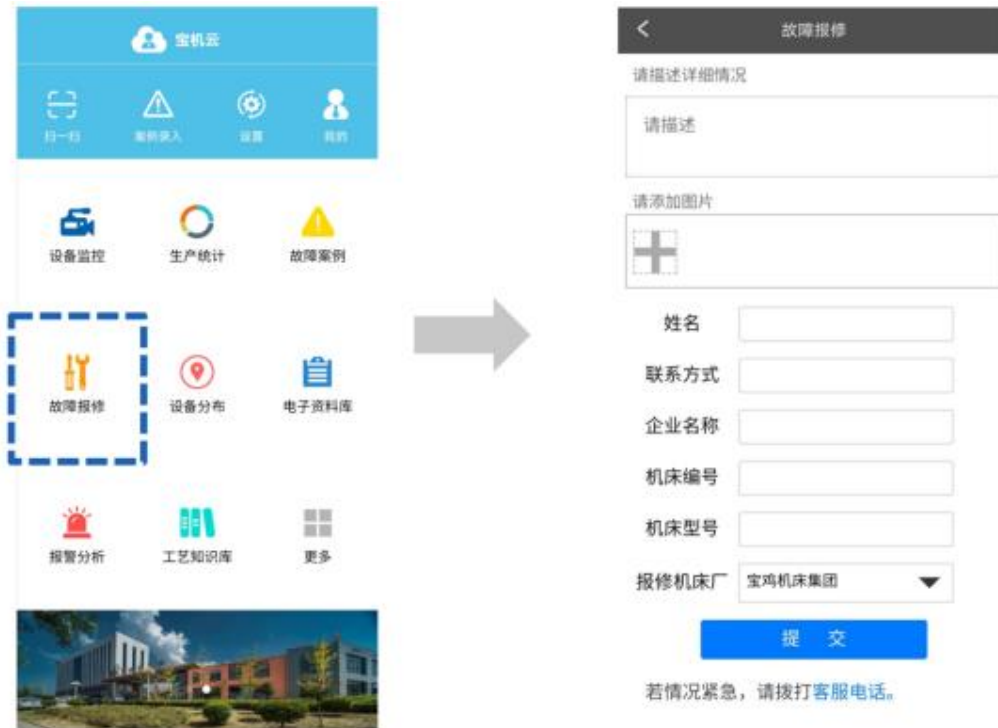 宝机云
扫一扫 案例录入 设置 我的
设备监控 生产统计 故障案例
故障报修 设备分布 电子资料库
报警分析 工艺知识库 更多
故障报修
请描述详细情况
请描述
请添加图片
姓名
联系方式
企业名称
机床编号
机床型号
报修机床厂 宝鸡机床集团
提 交
若情况紧急，请拨打客服电话。